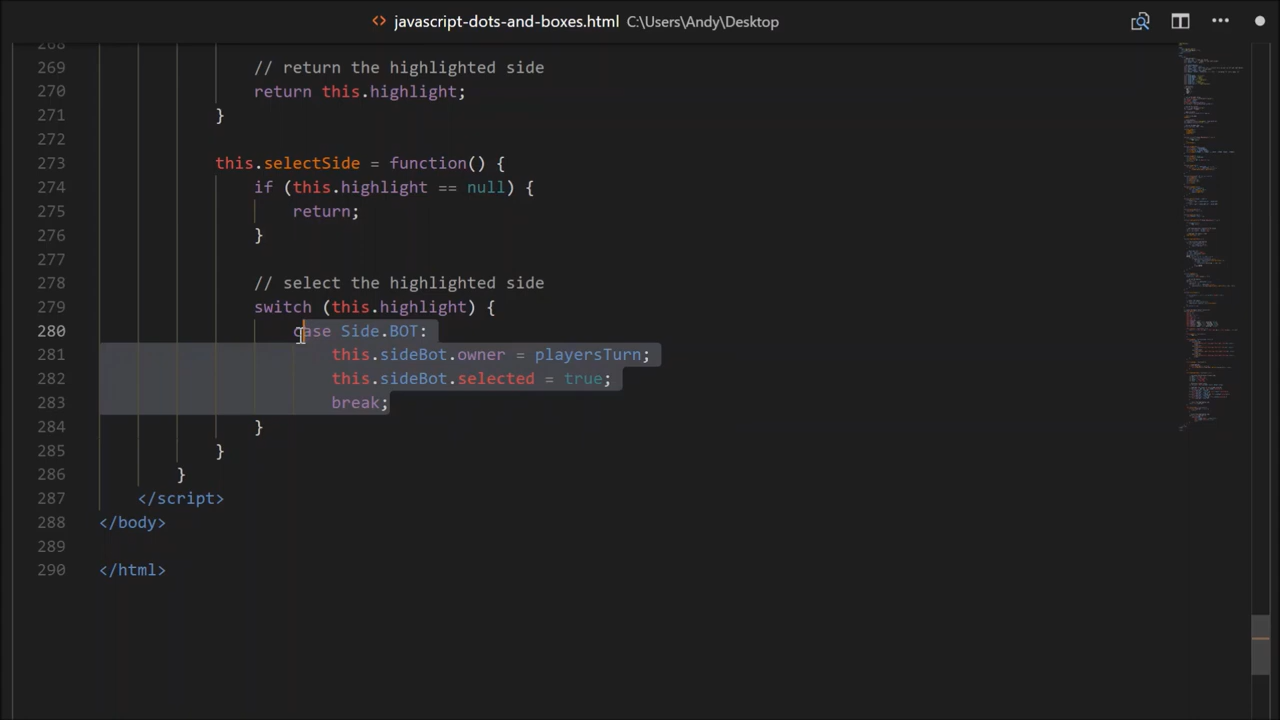 javascript-dots-and-boxes.html C:\Users\Andy\Desktop
268
269 // return the highlighted side
270 return this.highlight;
271 }
272
273 this.selectSide = function() {
274 if (this.highlight == null) {
275 return;
276 }
277
278 // select the highlighted side
279 switch (this.highlight) {
280 case Side.BOT:
281 this.sideBot.owner = playersTurn;
282 this.sideBot.selected = true;
283 break;
284 }
285 }
286 }
287 </script>
288 </body>
289
290 </html>